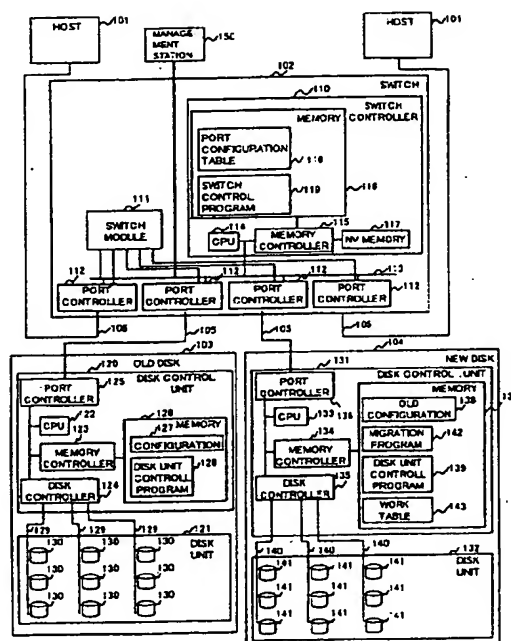 101
HOST
MANAGE
MENT
STATION
150
101
HOST
102
SWITCH
110
SWITCH
CONTROLLER
MEMORY
PORT
CONFIGURATION
TABLE
118
SWITCH
CONTROL
PROGRAM
119
116
111
SWITCH
MODULE
114
CPU
115
MEMORY
CONTROLLER
117
NV MEMORY
112
PORT
CONTROLLER
112
PORT
CONTROLLER
112
PORT
CONTROLLER
113
112
PORT
CONTROLLER
106
105
105
106
103
OLD DISK
120
DISK CONTROL
UNIT
125
PORT
CONTROLLER
CPU
122
123
MEMORY
CONTROLLER
126
MEMORY
127
CONFIGURATION
DISK UNIT
CONTROLL
PROGRAM
128
124
DISK
CONTROLLER
129
129
129
121
DISK
UNIT
130
130
130
130
130
130
130
130
130
104
NEW DISK
131
DISK CONTROL UNIT
PORT
CONTROLLER
136
CPU
133
134
MEMORY
CONTROLLER
135
DISK
CONTROLLER
MEMORY
OLD
CONFIGURATION
138
MIGRATION
PROGRAM
142
DISK UNIT
CONTROLL
PROGRAM
139
WORK
TABLE
143
140
140
140
132
DISK
UNIT
141
141
141
141
141
141
141
141
141